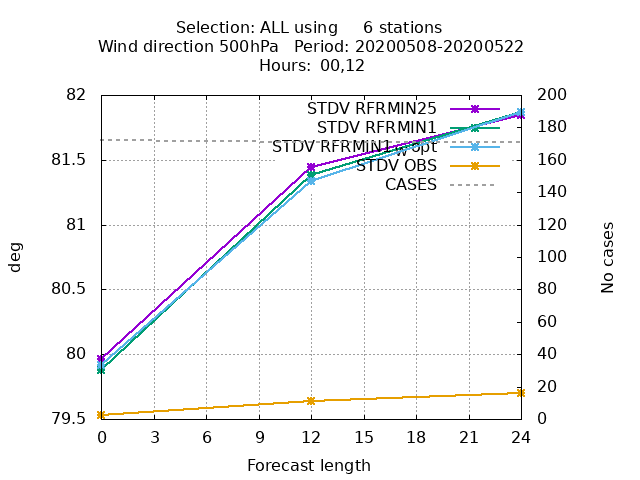 Selection: ALL using 6 stations
Wind direction 500hPa Period: 20200508-20200522
Hours: 00,12
82
81.5
81
80.5
80
79.5
200
180
160
140
120
100
80
60
40
20
0
STDV RFRMIN25
STDV RFRMIN1
STDV RFRMIN1_wopt
STDV OBS
CASES
deg
No cases
0 3 6 9 12 15 18 21 24
Forecast length